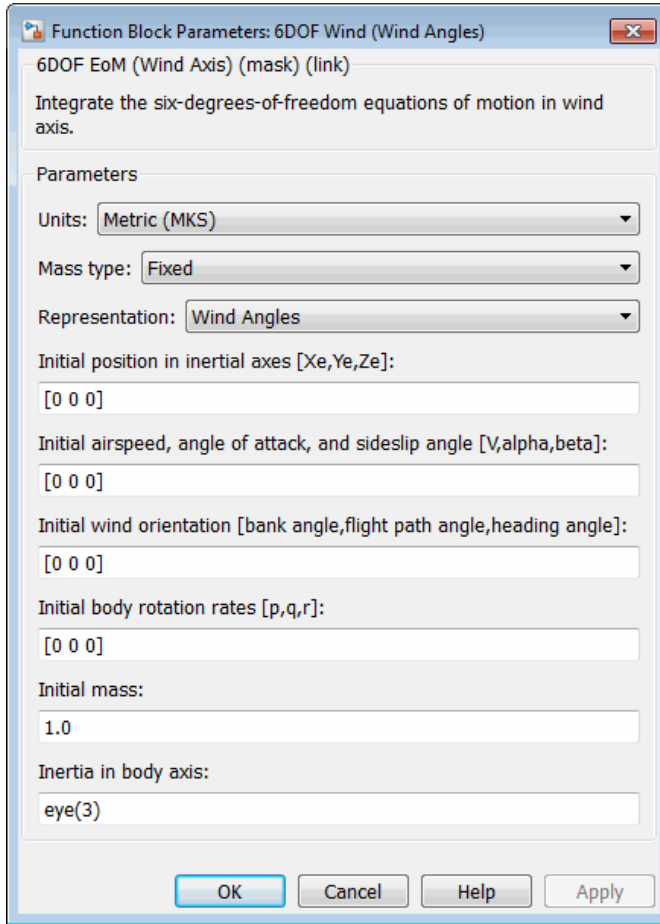 Function Block Parameters: 6DOF Wind (Wind Angles)
6DOF EoM (Wind Axis) (mask) (link)
Integrate the six-degrees-of-freedom equations of motion in wind
axis.
Parameters
Units: Metric (MKS)
Mass type: Fixed
Representation: Wind Angles
Initial position in inertial axes [Xe,Ye,Ze]:
[0 0 0]
Initial airspeed, angle of attack, and sideslip angle [V,alpha,beta]:
[0 0 0]
Initial wind orientation [bank angle,flight path angle,heading angle]:
[0 0 0]
Initial body rotation rates [p,q,r]:
[0 0 0]
Initial mass:
1.0
Inertia in body axis:
eye(3)
OK Cancel Help Apply